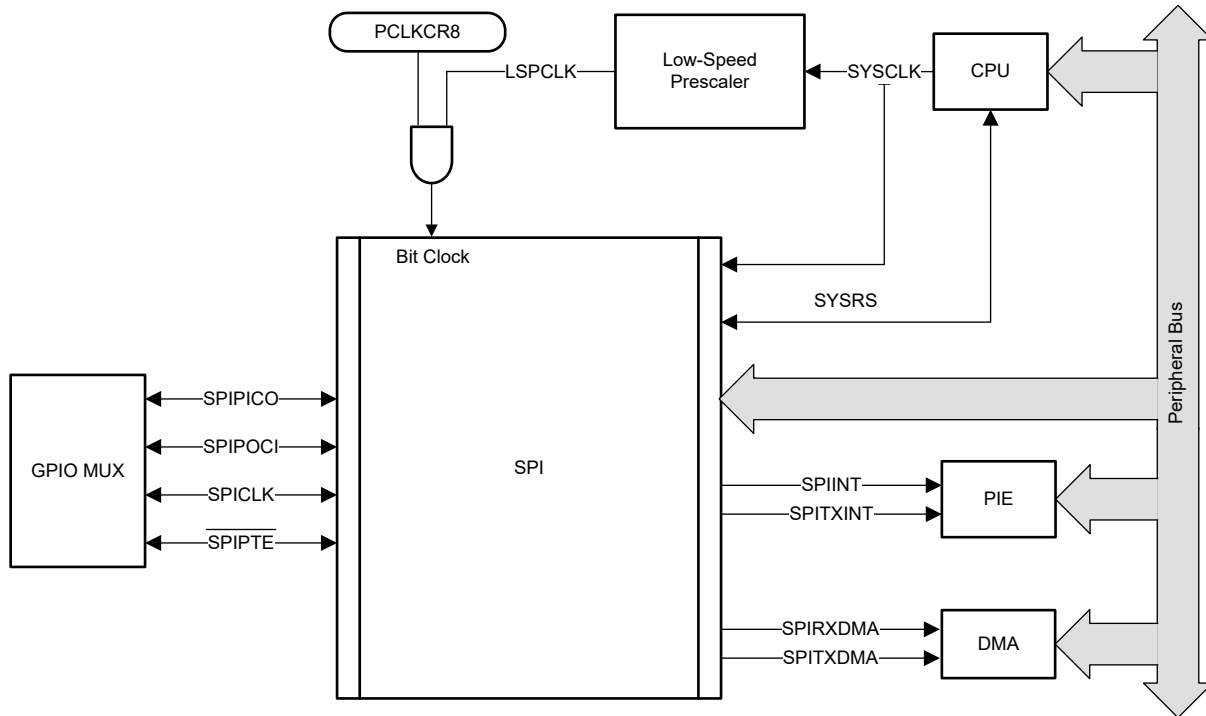 PCLKCR8
Low-Speed
Prescaler
LSPCLK
SYSCLK
CPU
Bit Clock
SYSRS
Peripheral Bus
GPIO MUX
SPIPICO
SPIPOCI
SPICLK
SPIPTE
SPI
SPIINT
SPITXINT
PIE
SPIRXDMA
SPITXDMA
DMA